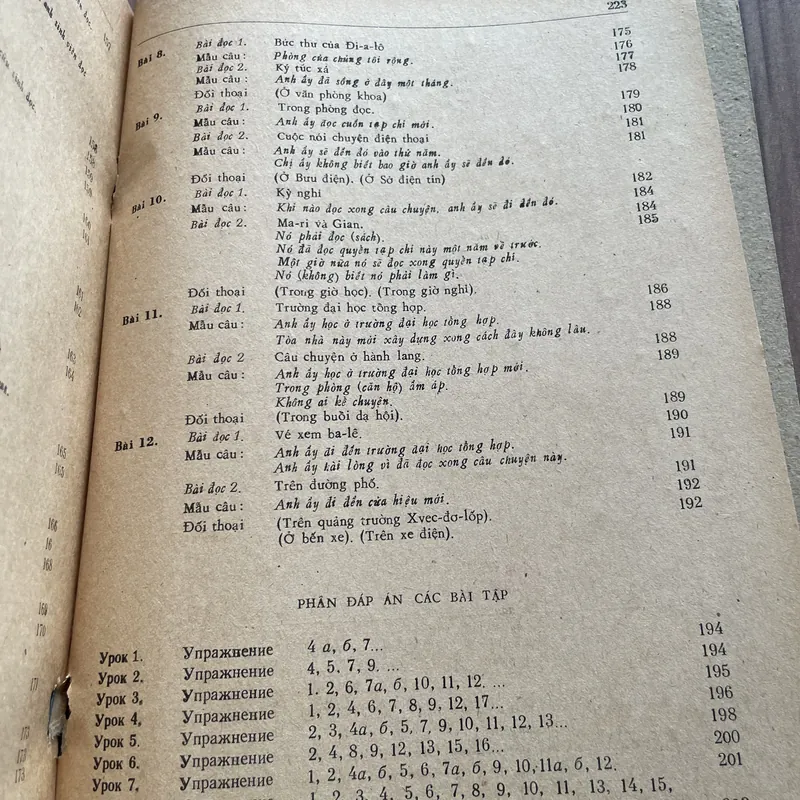 223
175
Bài 8. Bài đọc 1. Bức thư của Đi-a-lô 176
Mẫu câu: Phòng của chúng tôi rộng. 177
Bài đọc 2. Ký túc xá 178
Mẫu câu: Anh ấy đã sống ở đây một tháng.
Đối thoại (Ở văn phòng khoa) 179
Bài 9. Bài đọc 1. Trong phòng đọc. 180
Mẫu câu: Anh ấy đọc cuốn tạp chí mới. 181
Bài đọc 2. Cuộc nói chuyện điện thoại 181
Mẫu câu: Anh ấy sẽ đến đó vào thứ năm.
Chị ấy không biết bao giờ anh ấy sẽ đến đó.
Đối thoại (Ở Bưu điện). (Ở Sở điện tín) 182
Bài 10. Bài đọc 1. Kỳ nghỉ 184
Mẫu câu: Khi nào đọc xong câu chuyện, anh ấy sẽ đi đến đó. 184
Bài đọc 2. Ma-ri và Gian. 185
Nó phải đọc (sách).
Nó đã đọc quyển tạp chí này một năm về trước.
Một giờ nữa nó sẽ đọc xong quyển tạp chí.
Nó (không) biết nó phải làm gì.
Đối thoại (Trong giờ học). (Trong giờ nghỉ). 186
Bài 11. Bài đọc 1. Trường đại học tổng hợp. 188
Mẫu câu: Anh ấy học ở trường đại học tổng hợp.
Tòa nhà này mới xây dựng xong cách đây không lâu. 188
Bài đọc 2 Câu chuyện ở hành lang. 189
Mẫu câu: Anh ấy học ở trường đại học tổng hợp mới.
Trong phòng (căn hộ) ấm áp.
Không ai kể chuyện. 189
Đối thoại (Trong buổi dạ hội). 190
Bài 12. Bài đọc 1. Vé xem ba-lê. 191
Mẫu câu: Anh ấy đi đến trường đại học tổng hợp.
Anh ấy hài lòng vì đã đọc xong câu chuyện này. 191
Bài đọc 2. Trên đường phố. 192
Mẫu câu: Anh ấy đi đến cửa hiệu mới. 192
Đối thoại (Trên quảng trường Xvec-đơ-lốp).
(Ở bến xe). (Trên xe điện).
PHẦN ĐÁP ÁN CÁC BÀI TẬP
Урок 1. Упражнение 4 а, б, 7... 194
Урок 2. Упражнение 4, 5, 7, 9. ... 194
Урок 3. Упражнение 1. 2, 6, 7а, б, 10, 11, 12. ... 195
Урок 4, Упражнение 1, 2, 4, 6, 7, 8, 9, 12, 17... 196
Урок 5. Упражнение 2, 3, 4а, б, 5, 7, 9, 10, 11, 12, 13... 198
Урок 6. Упражнение 2, 4, 8, 9, 12, 13, 15, 16... 200
Урок 7. Упражнение 1, 2, 4а, б, 5, 6, 7а, б, 9, 10, 11а, б, 12. 201
1, 2, 3, 4, 5, 6, 7, 8, 9, 10, 11, 13, 14, 15,